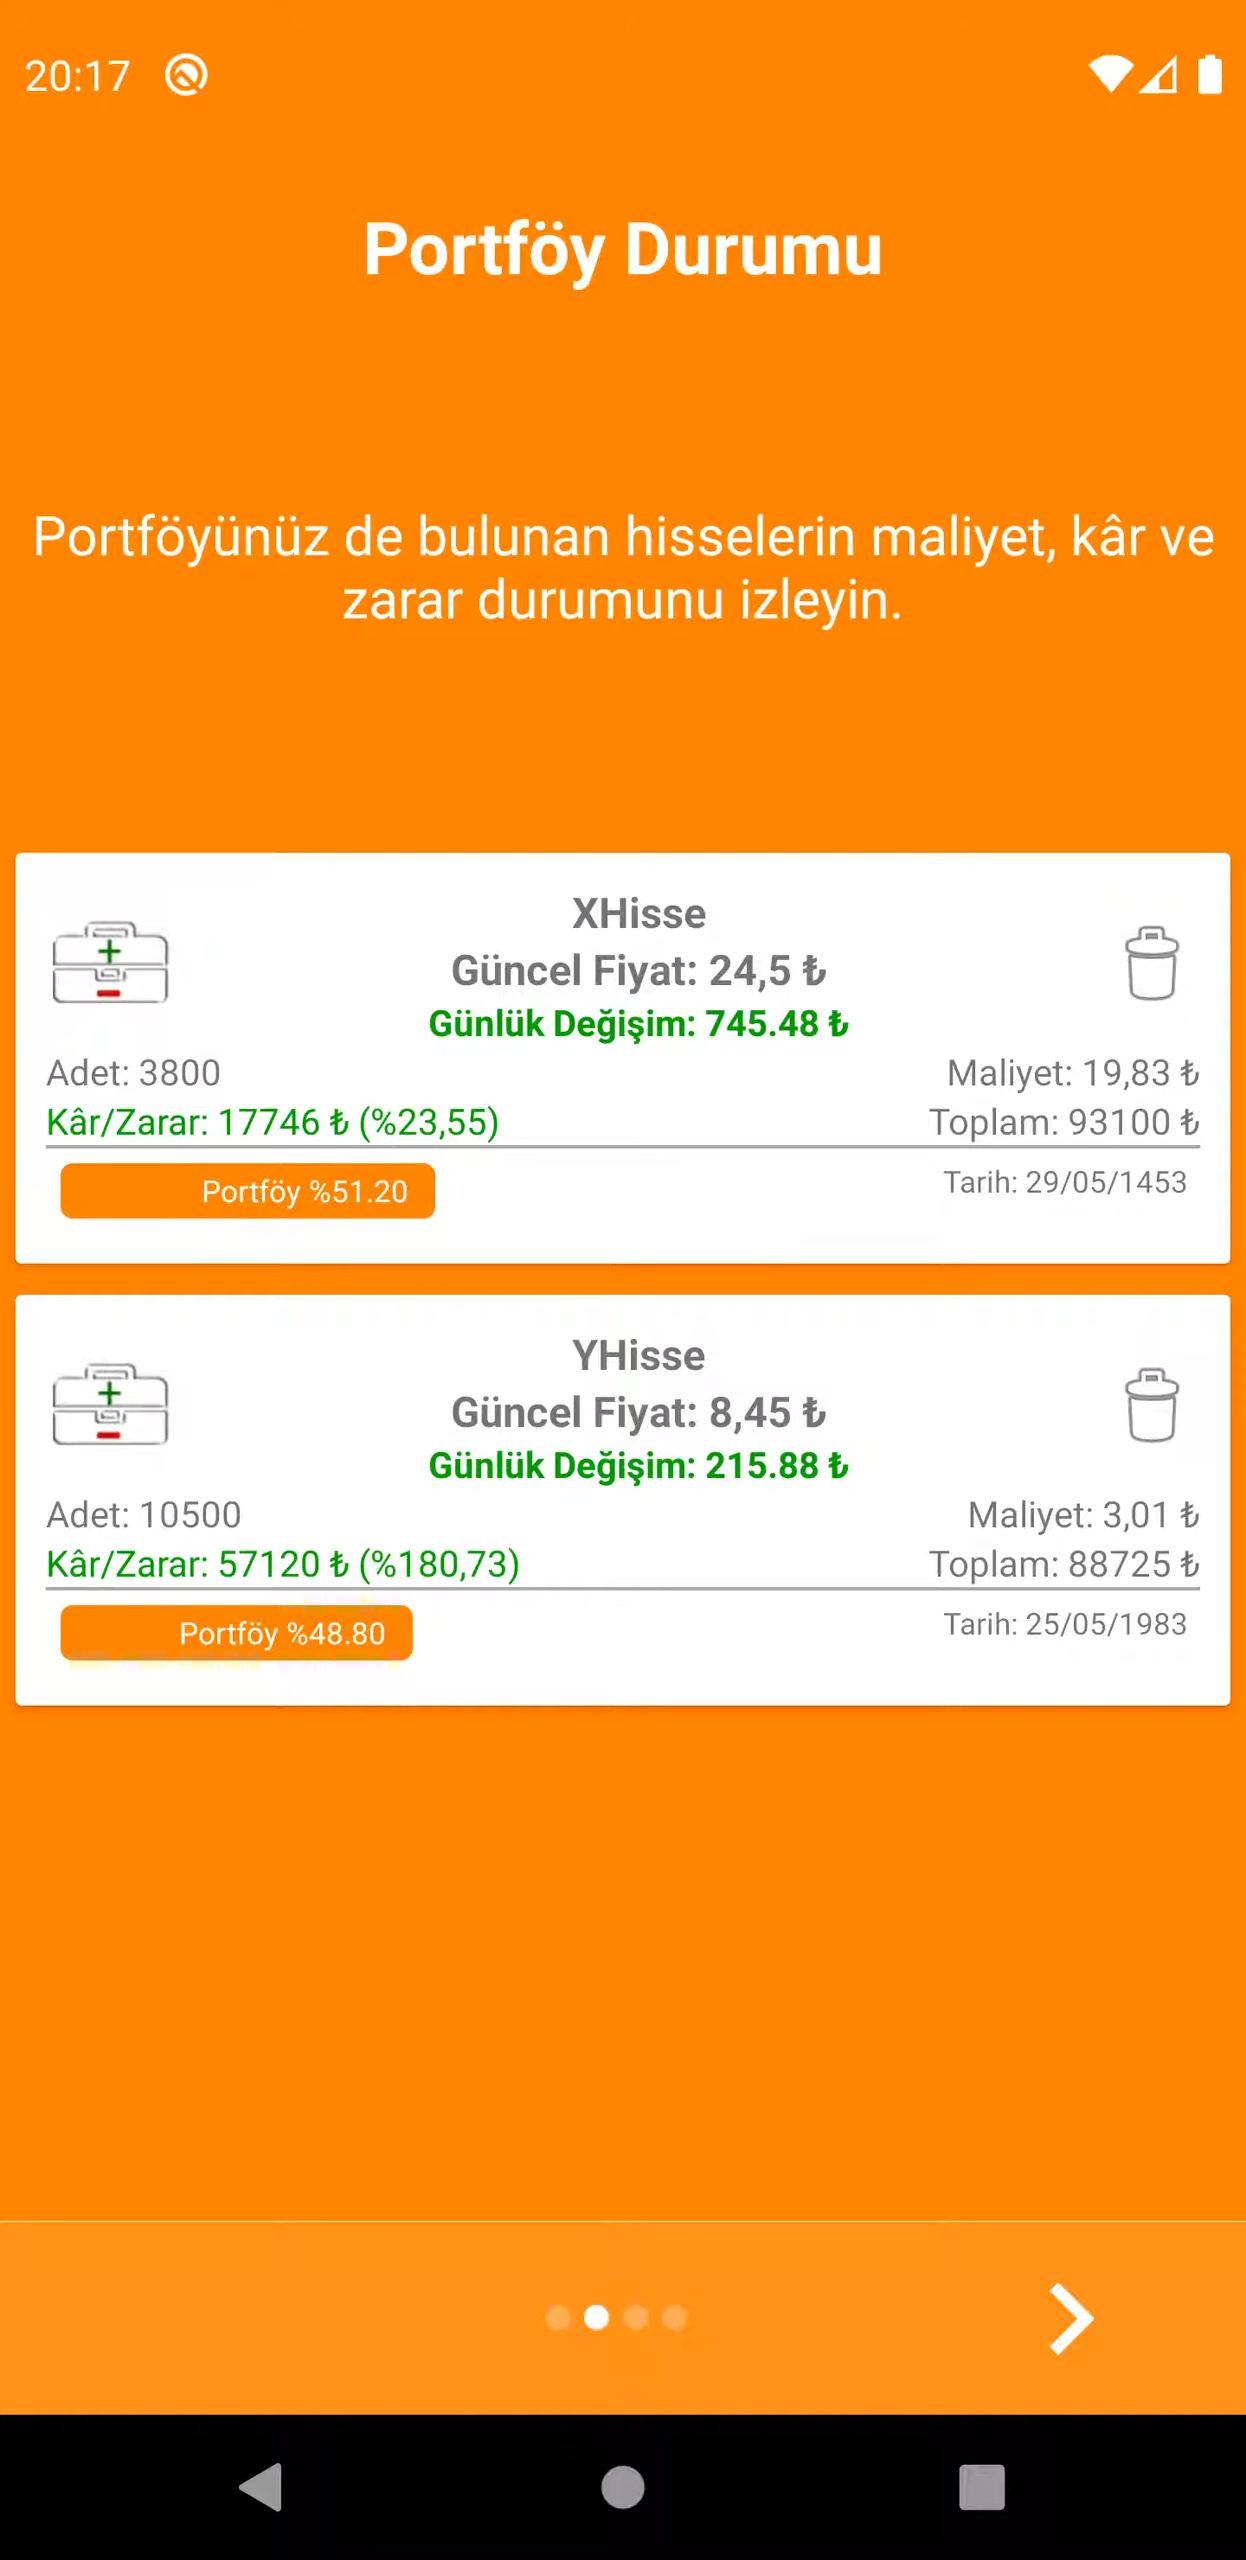 20:17
Portföy Durumu
Portföyünüz de bulunan hisselerin maliyet, kâr ve
zarar durumunu izleyin.
XHisse
Güncel Fiyat: 24,5 ₺
Günlük Değişim: 745.48 ₺
Adet: 3800
Maliyet: 19,83 ₺
Kâr/Zarar: 17746 ₺ (%23,55)
Toplam: 93100 ₺
Portföy %51.20
Tarih: 29/05/1453
YHisse
Güncel Fiyat: 8,45 ₺
Günlük Değişim: 215.88 ₺
Adet: 10500
Maliyet: 3,01 ₺
Kâr/Zarar: 57120 ₺ (%180,73)
Toplam: 88725 ₺
Portföy %48.80
Tarih: 25/05/1983